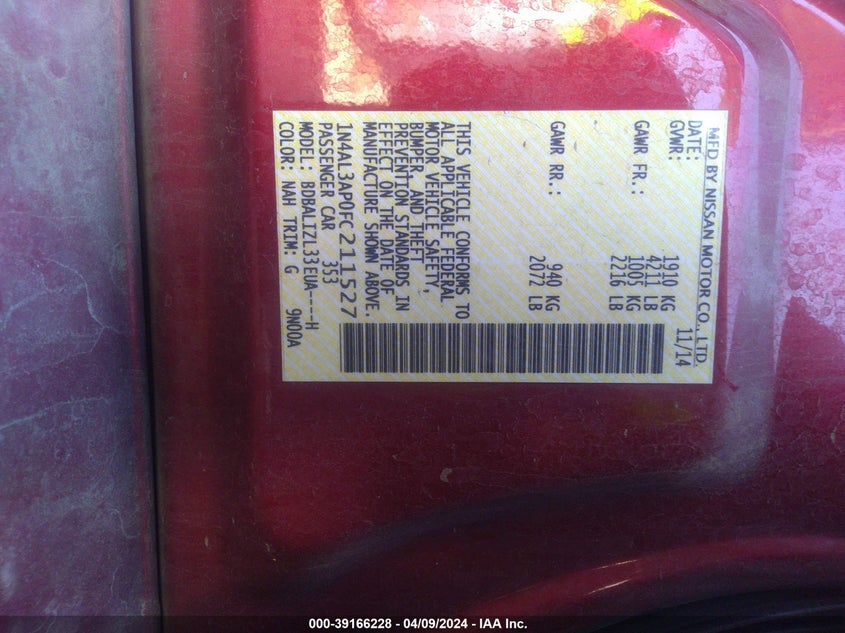 MFD BY NISSAN MOTOR CO., LTD.
DATE: 11/14
GVWR: 1910 KG
4211 LB
GAWR FR.: 1005 KG
2216 LB
GAWR RR.: 940 KG
2072 LB
THIS VEHICLE CONFORMS TO
ALL APPLICABLE FEDERAL
MOTOR VEHICLE SAFETY,
BUMPER, AND THEFT
PREVENTION STANDARDS IN
EFFECT ON THE DATE OF
MANUFACTURE SHOWN ABOVE.
1N4AL3AP0FC211527
PASSENGER CAR 353
MODEL: BDBALTZL33EUA----H
COLOR: NAH TRIM: G 9N00A
000-39166228 - 04/09/2024 - IAA Inc.